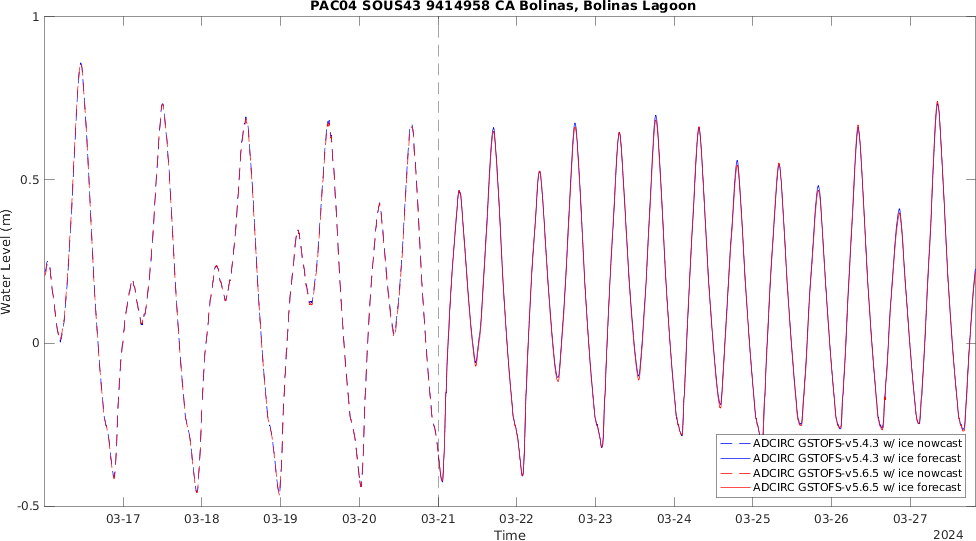 PAC04 SOUS43 9414958 CA Bolinas, Bolinas Lagoon
1
0.5
0
-0.5
Water Level (m)
03-17 03-18 03-19 03-20 03-21 03-22 03-23 03-24 03-25 03-26 03-27
Time
2024
ADCIRC GSTOFS-v5.4.3 w/ ice nowcast
ADCIRC GSTOFS-v5.4.3 w/ ice forecast
ADCIRC GSTOFS-v5.6.5 w/ ice nowcast
ADCIRC GSTOFS-v5.6.5 w/ ice forecast